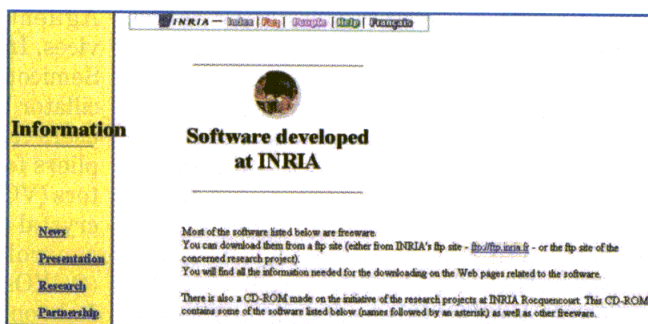 INRIA — Index | Faq | People | Help | Français
Information
Software developed
at INRIA
News
Presentation
Research
Partnership
Most of the software listed below are freeware.
You can download them from a ftp site (either from INRIA's ftp site - ftp://ftp.inria.fr - or the ftp site of the
concerned research project).
You will find all the information needed for the downloading on the Web pages related to the software.
There is also a CD-ROM made on the initiative of the research projects at INRIA Rocquencourt. This CD-ROM
contains some of the software listed below (names followed by an asterisk) as well as other freeware.